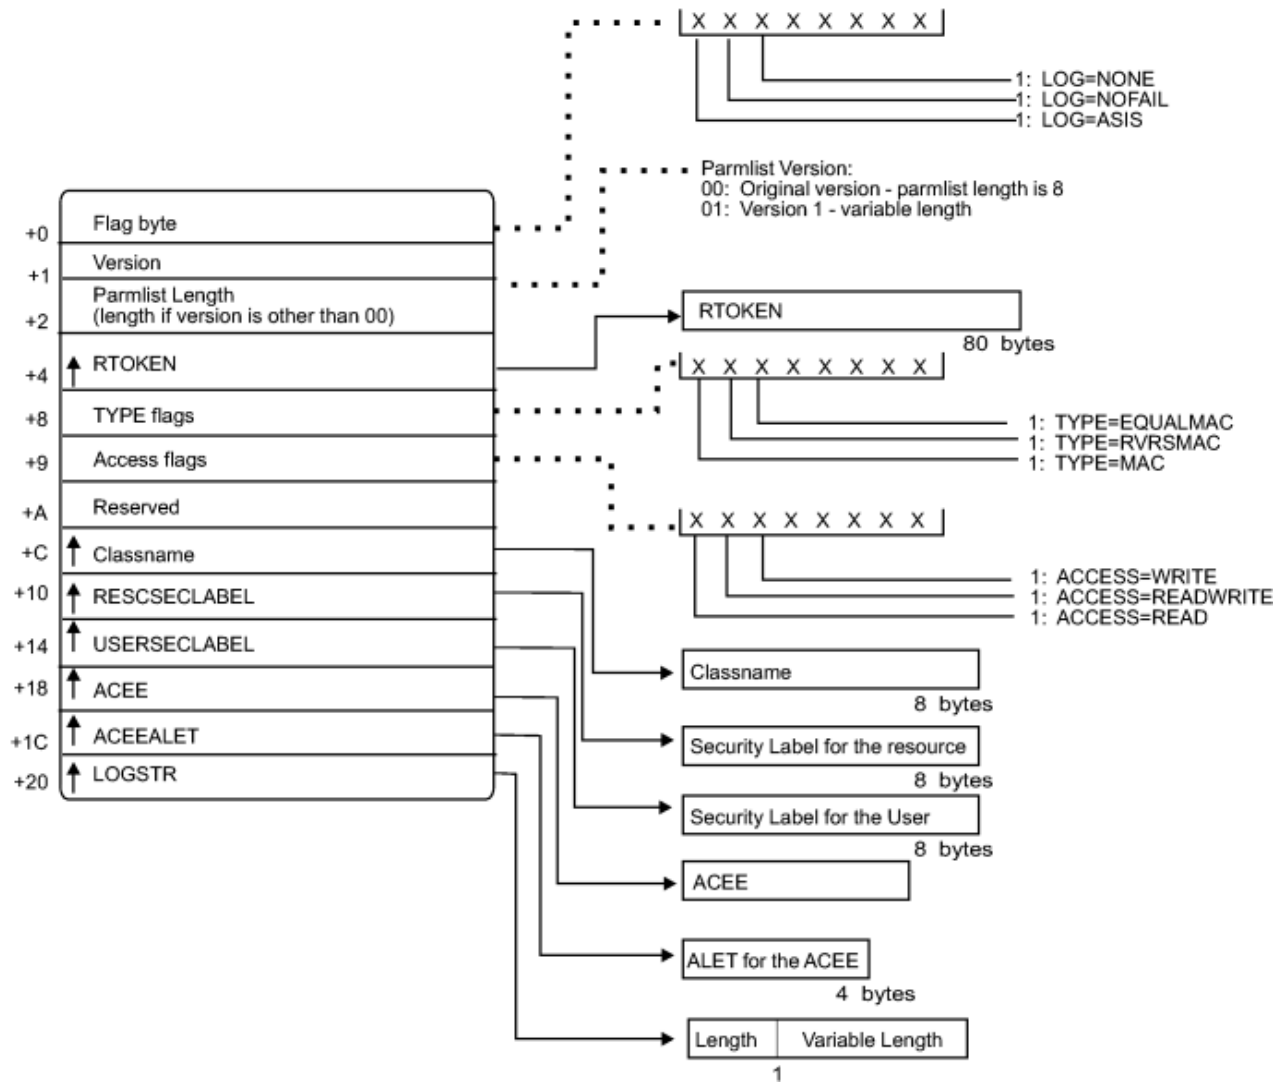 X X X X X X X X
1: LOG=NONE
1: LOG=NOFAIL
1: LOG=ASIS
Parmlist Version:
00: Original version - parmlist length is 8
01: Version 1 - variable length
+0 Flag byte
+1 Version
+2 Parmlist Length
(length if version is other than 00)
+4 RTOKEN
+8 TYPE flags
+9 Access flags
+A Reserved
+C Classname
+10 RESCSECLABEL
+14 USERSECLABEL
+18 ACEE
+1C ACEEALET
+20 LOGSTR
RTOKEN
80 bytes
X X X X X X X X
1: TYPE=EQUALMAC
1: TYPE=RVRSMAC
1: TYPE=MAC
X X X X X X X X
1: ACCESS=WRITE
1: ACCESS=READWRITE
1: ACCESS=READ
Classname
8 bytes
Security Label for the resource
8 bytes
Security Label for the User
8 bytes
ACEE
ALET for the ACEE
4 bytes
Length Variable Length
1